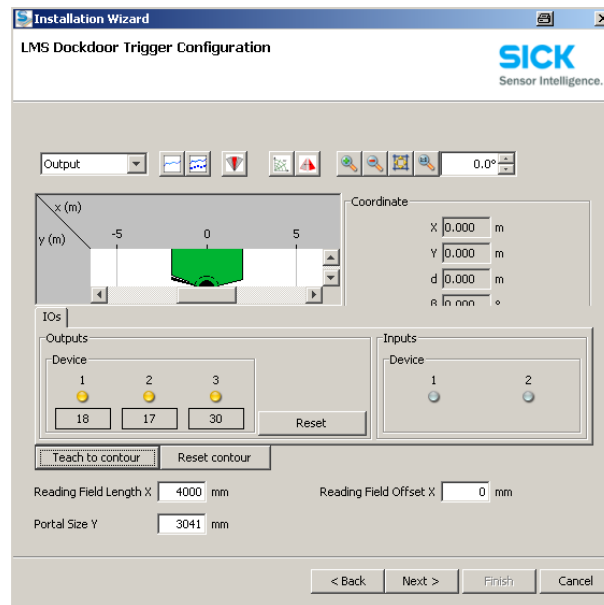 Installation Wizard
LMS Dockdoor Trigger Configuration
SICK
Sensor Intelligence.
Output
0.0°
x (m)
y (m)
-5 0 5
Coordinate
X 0.000 m
Y 0.000 m
d 0.000 m
IOs
Outputs
Device
1 2 3
18 17 30
Reset
Inputs
Device
1 2
Teach to contour Reset contour
Reading Field Length X 4000 mm
Reading Field Offset X 0 mm
Portal Size Y 3041 mm
< Back Next > Finish Cancel